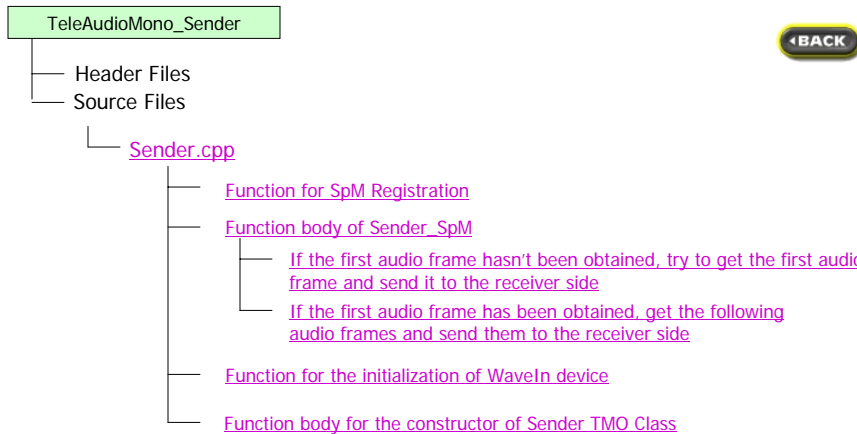 TeleAudioMono_Sender
BACK
Header Files
Source Files
Sender.cpp
Function for SpM Registration
Function body of Sender_SpM
If the first audio frame hasn't been obtained, try to get the first audio
frame and send it to the receiver side
If the first audio frame has been obtained, get the following
audio frames and send them to the receiver side
Function for the initialization of WaveIn device
Function body for the constructor of Sender TMO Class